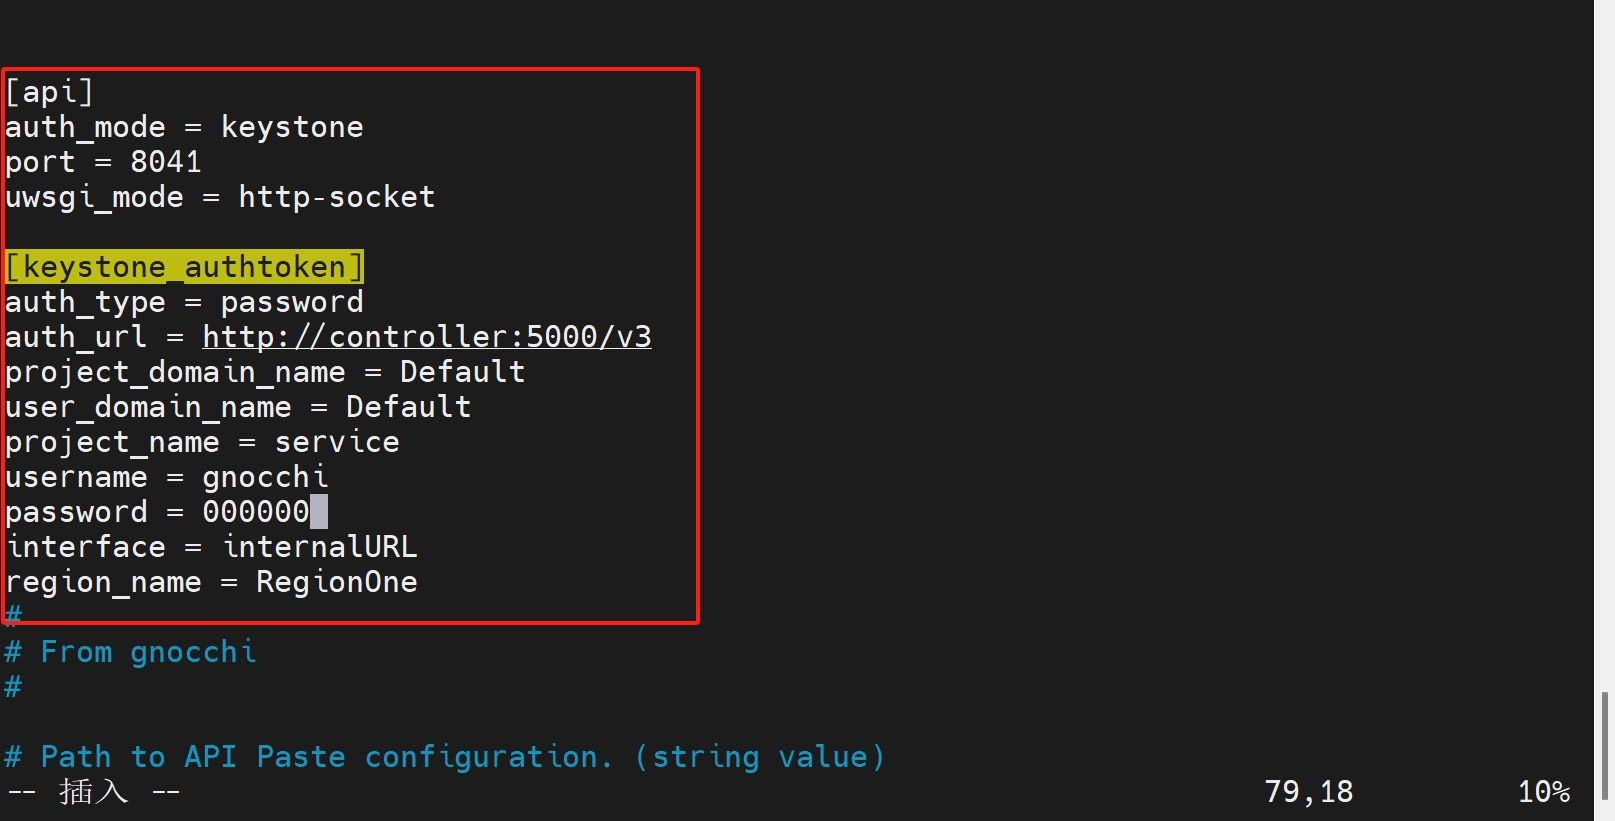 [api]
auth_mode = keystone
port = 8041
uwsgi_mode = http-socket
[keystone_authtoken]
auth_type = password
auth_url = http://controller:5000/v3
project_domain_name = Default
user_domain_name = Default
project_name = service
username = gnocchi
password = 000000
interface = internalURL
region_name = RegionOne
#
# From gnocchi
#
# Path to API Paste configuration. (string value)
-- 插入 -- 79,18 10%